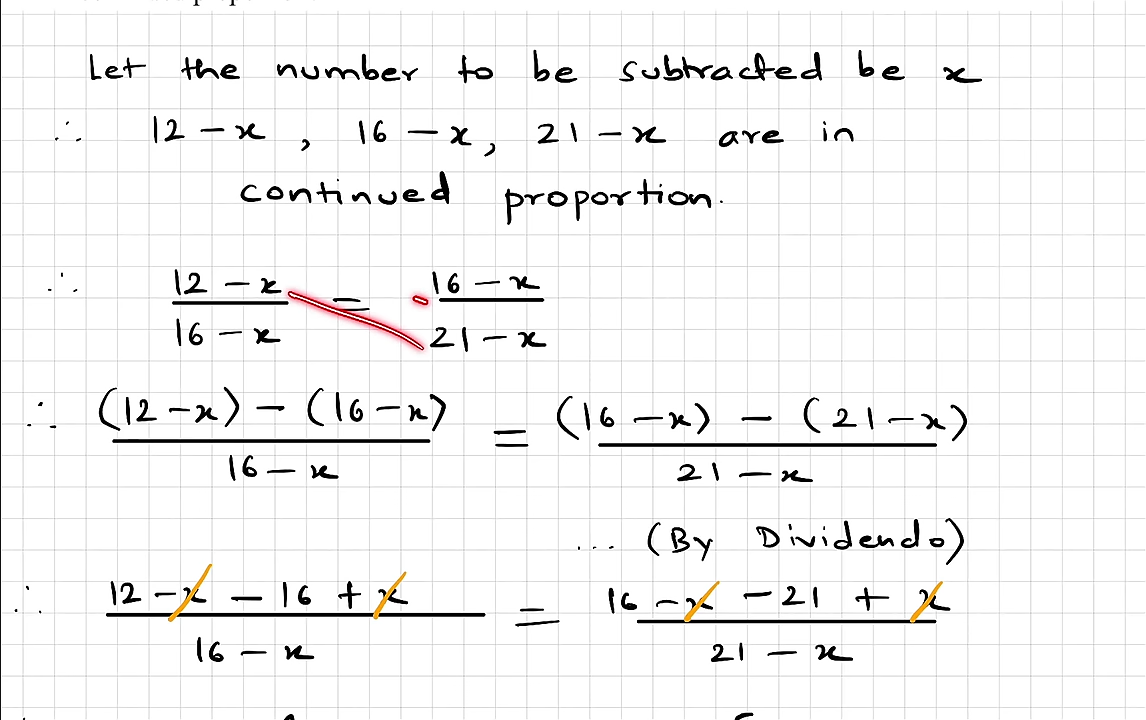 Let the number to be subtracted be x
∴ 12 - x , 16 - x, 21 - x are in
continued proportion.
∴ (12 - x)/(16 - x) = (16 - x)/(21 - x)
∴ ((12 - x) - (16 - x))/(16 - x) = ((16 - x) - (21 - x))/(21 - x)
... (By Dividendo)
∴ (12 - x - 16 + x)/(16 - x) = (16 - x - 21 + x)/(21 - x)